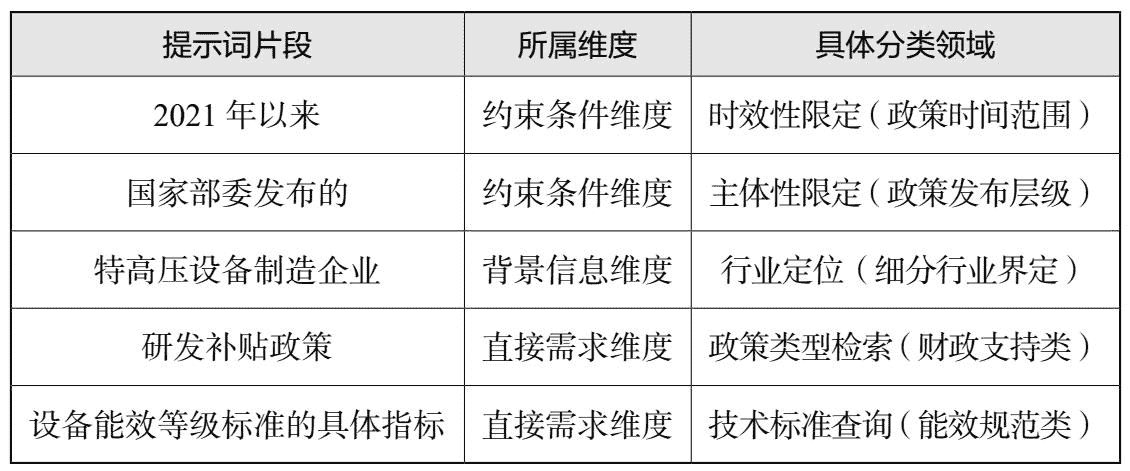 提示词片段 所属维度 具体分类领域
2021 年以来 约束条件维度 时效性限定（政策时间范围）
国家部委发布的 约束条件维度 主体性限定（政策发布层级）
特高压设备制造企业 背景信息维度 行业定位（细分行业界定）
研发补贴政策 直接需求维度 政策类型检索（财政支持类）
设备能效等级标准的具体指标 直接需求维度 技术标准查询（能效规范类）